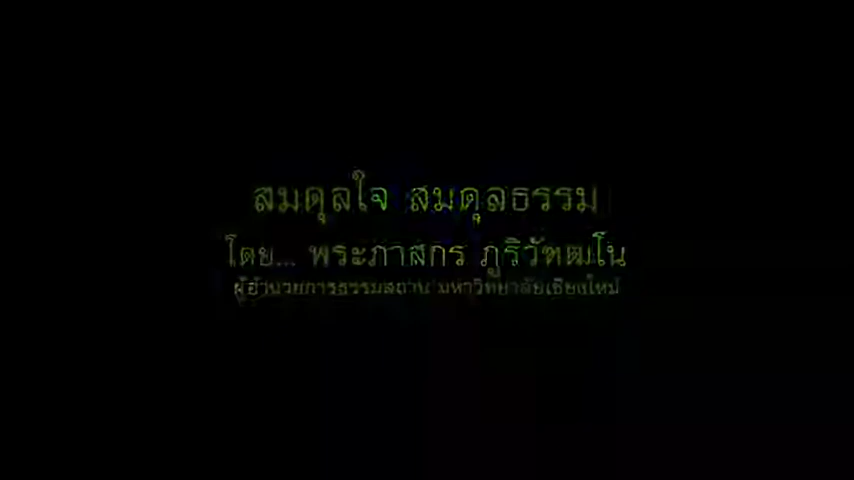 สมดุลใจ สมดุลธรรม
โดย... พระภาสกร ภูริวัฑฒโน
ผู้อำนวยการธรรมสถาน มหาวิทยาลัยเชียงใหม่